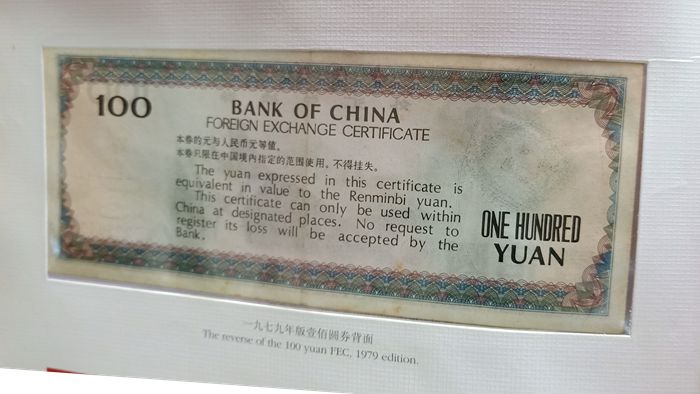 100
BANK OF CHINA
FOREIGN EXCHANGE CERTIFICATE
本券的元与人民币元等值。
本券只限在中国境内指定的范围使用，不得挂失。
The yuan expressed in this certificate is
equivalent in value to the Renminbi yuan.
This certificate can only be used within
China at designated places. No request to
register its loss will be accepted by the
Bank.
ONE HUNDRED
YUAN
一九七九年版壹佰圆券背面
The reverse of the 100 yuan FEC, 1979 edition.